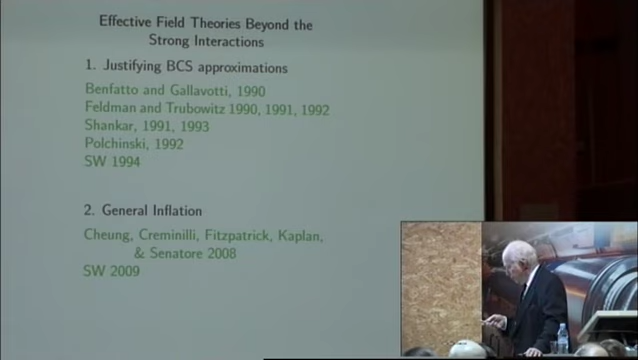 Effective Field Theories Beyond the
Strong Interactions
1. Justifying BCS approximations
Benfatto and Gallavotti, 1990
Feldman and Trubowitz 1990, 1991, 1992
Shankar, 1991, 1993
Polchinski, 1992
SW 1994
2. General Inflation
Cheung, Creminilli, Fitzpatrick, Kaplan,
& Senatore 2008
SW 2009